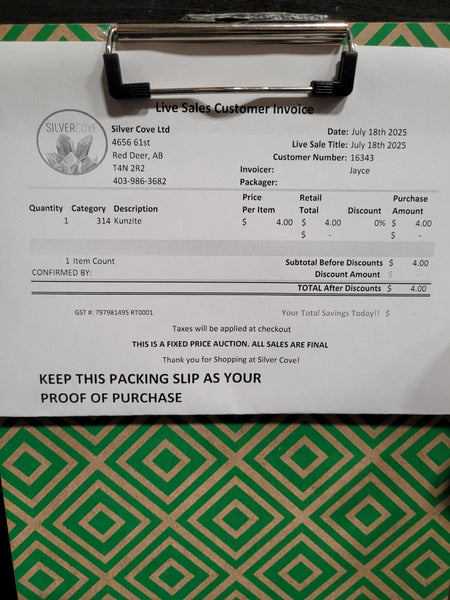 Live Sales Customer Invoice
SILVERCOVE
Silver Cove Ltd
4656 61st
Red Deer, AB
T4N 2R2
403-986-3682
Date: July 18th 2025
Live Sale Title: July 18th 2025
Customer Number: 16343
Invoicer: Jayce
Packager:
Quantity Category Description Price Per Item Retail Total Discount Purchase Amount
1 314 Kunzite $ 4.00 $ 4.00 0% $ 4.00
$ - $ -
1 Item Count Subtotal Before Discounts $ 4.00
CONFIRMED BY: Discount Amount $ -
TOTAL After Discounts $ 4.00
GST #: 797981495 RT0001 Your Total Savings Today!! $ -
Taxes will be applied at checkout
THIS IS A FIXED PRICE AUCTION. ALL SALES ARE FINAL
Thank you for Shopping at Silver Cove!
KEEP THIS PACKING SLIP AS YOUR
PROOF OF PURCHASE